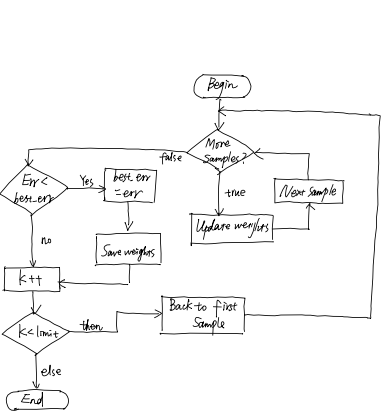 Begin
More
Samples?
false
true
Next sample
Update weights
Err<
best_err
Yes
best_err
=err
Save weights
no
K++
K<limit
then
Back to first
Sample
else
End